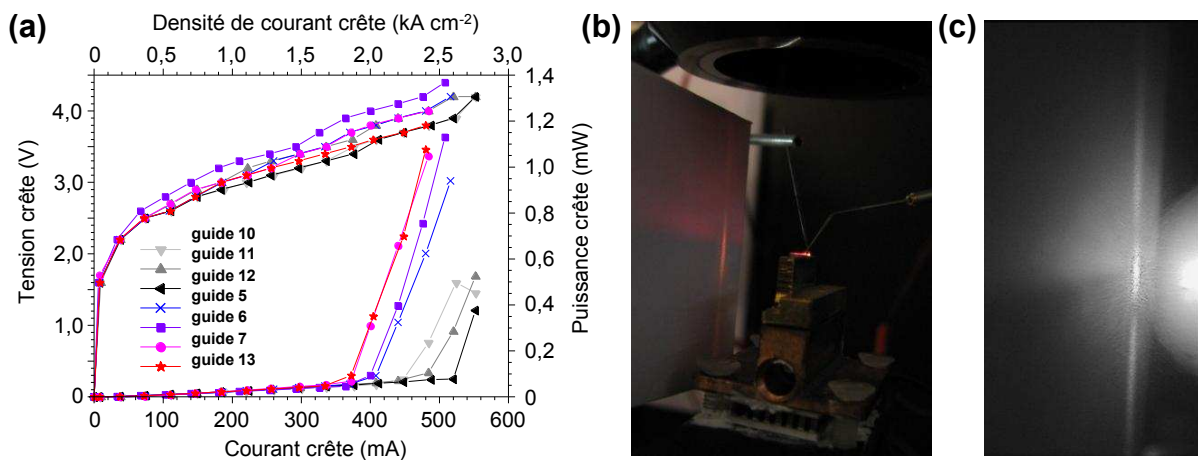 (a)
Densité de courant crête (kA cm-2)
0 0,5 1,0 1,5 2,0 2,5 3,0
Tension crête (V)
4,0
3,0
2,0
1,0
0
guide 10
guide 11
guide 12
guide 5
guide 6
guide 7
guide 13
1,4
1,2
1,0
0,8
0,6
0,4
0,2
0
Puissance crête (mW)
0 100 200 300 400 500 600
Courant crête (mA)
(b)
(c)